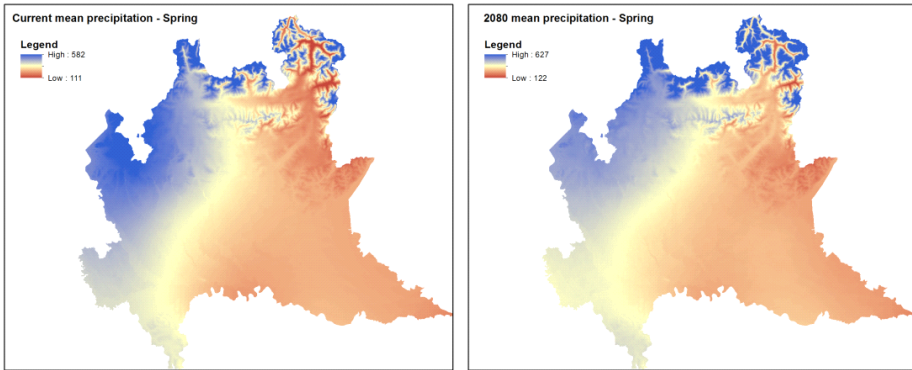 Current mean precipitation - Spring
Legend
High : 582
Low : 111
2080 mean precipitation - Spring
Legend
High : 627
Low : 122